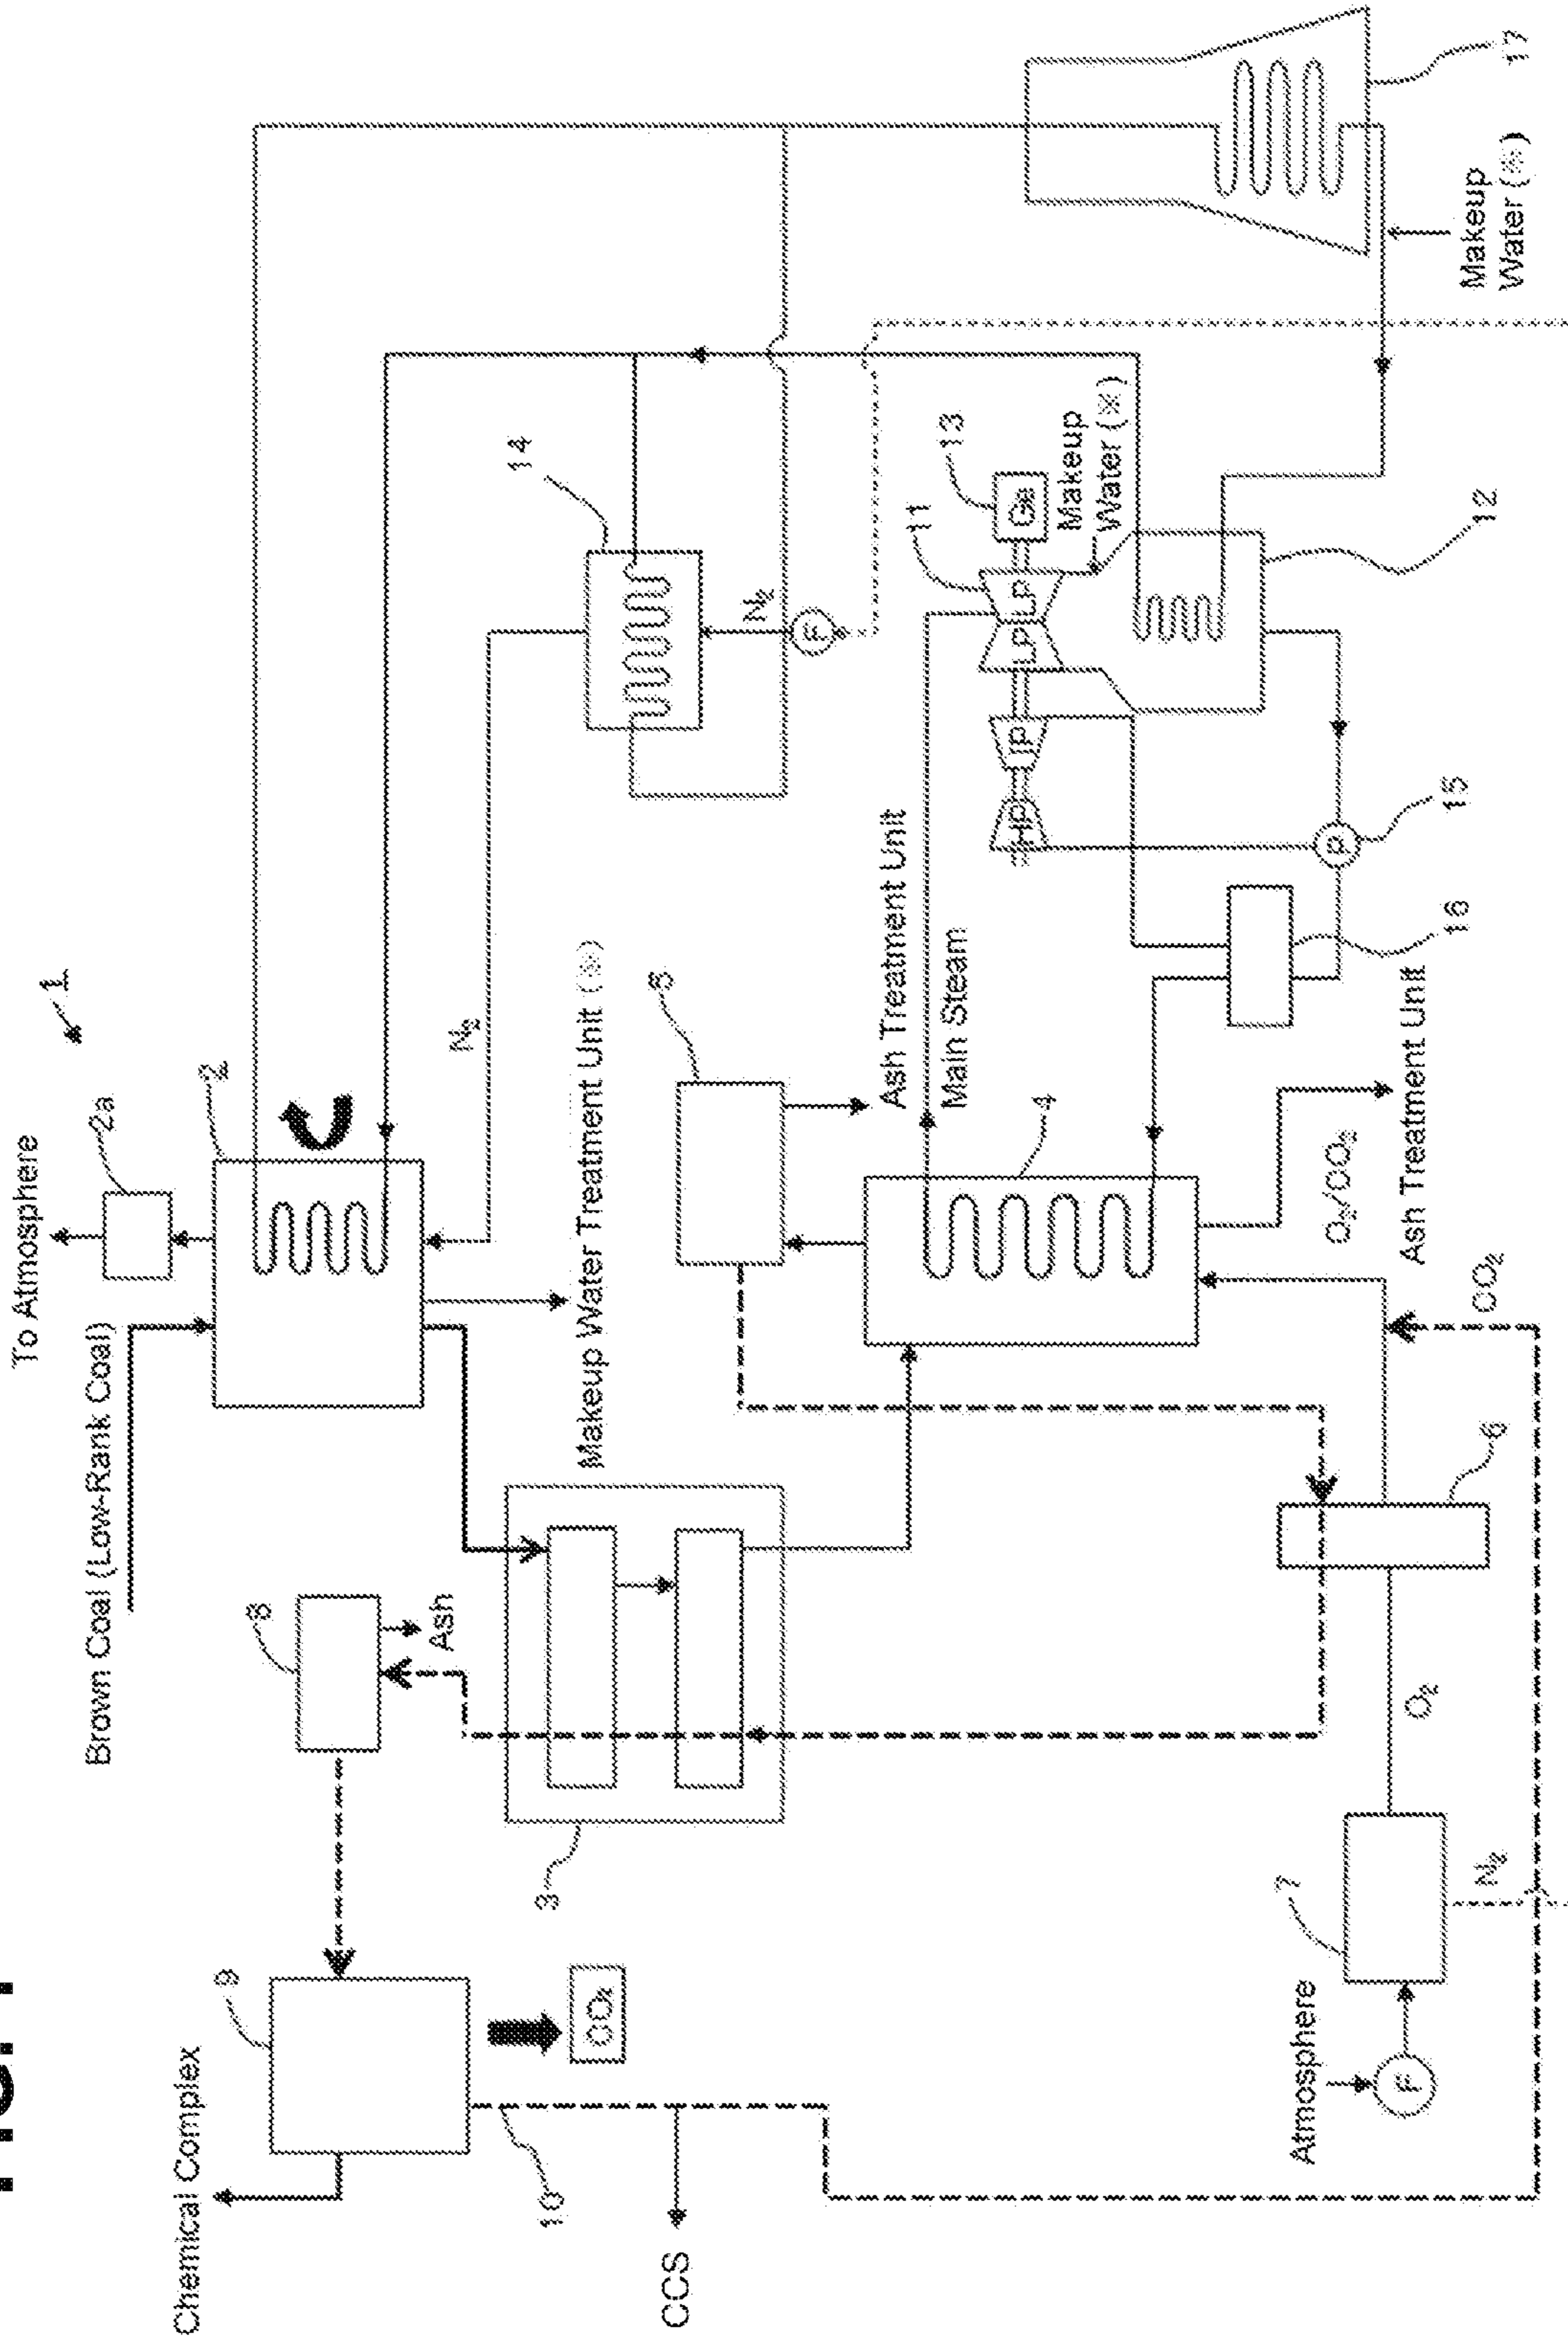 To Atmosphere
1
2a
2
Brown Coal (Low-Rank Coal)
Chemical Complex
9
8
Ash
N2
14
Makeup Water Treatment Unit (※)
CO2
10
3
5
CCS
N2
F
Ash Treatment Unit
Main Steam
11
13
Ge
HP
IP
LP
LP
Makeup
Water (※)
4
12
17
16
15
P
O2/CO2
Ash Treatment Unit
CO2
6
O2
7
N2
Atmosphere
F
Makeup
Water (※)